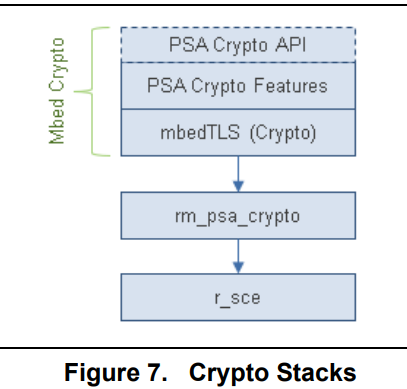 Mbed Crypto
PSA Crypto API
PSA Crypto Features
mbedTLS (Crypto)
rm_psa_crypto
r_sce
Figure 7. Crypto Stacks